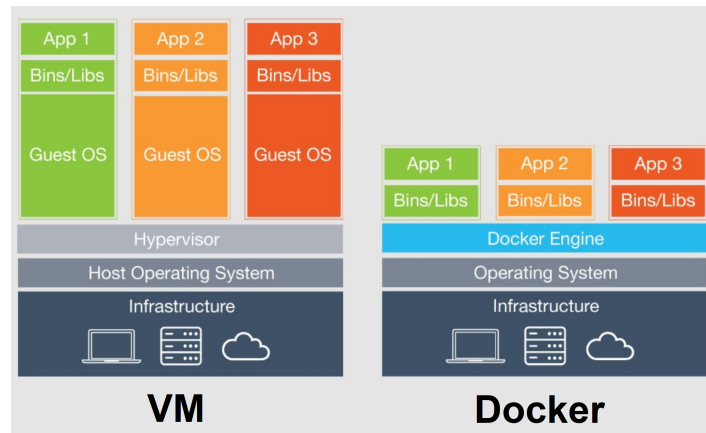 App 1
App 2
App 3
Bins/Libs
Bins/Libs
Bins/Libs
Guest OS
Guest OS
Guest OS
Hypervisor
Host Operating System
Infrastructure
VM
App 1
App 2
App 3
Bins/Libs
Bins/Libs
Bins/Libs
Docker Engine
Operating System
Infrastructure
Docker